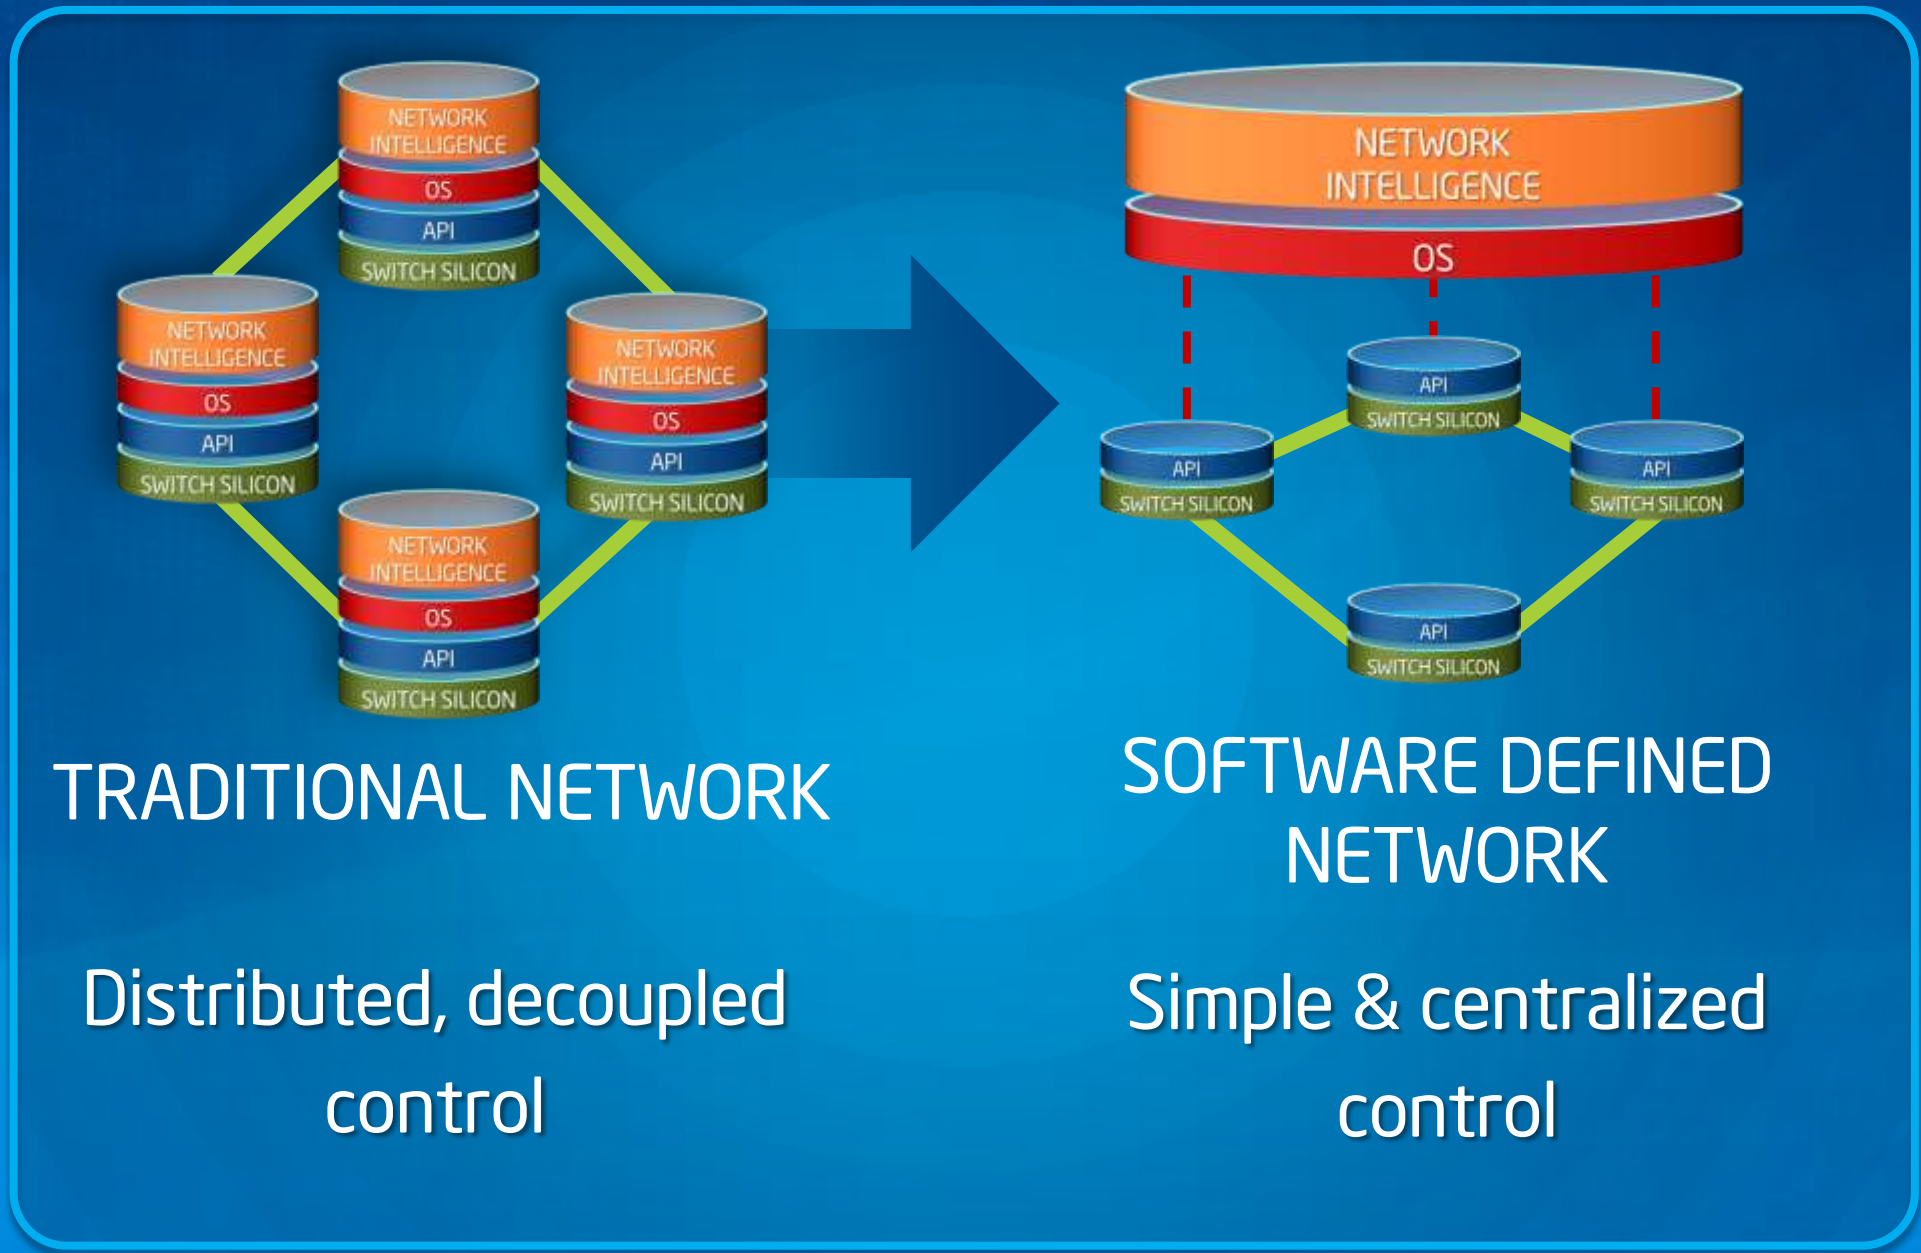 NETWORK
INTELLIGENCE
OS
API
SWITCH SILICON
NETWORK
INTELLIGENCE
OS
API
SWITCH SILICON
NETWORK
INTELLIGENCE
OS
API
SWITCH SILICON
NETWORK
INTELLIGENCE
OS
API
SWITCH SILICON
TRADITIONAL NETWORK
Distributed, decoupled
control
NETWORK
INTELLIGENCE
OS
API
SWITCH SILICON
API
SWITCH SILICON
API
SWITCH SILICON
API
SWITCH SILICON
SOFTWARE DEFINED
NETWORK
Simple & centralized
control